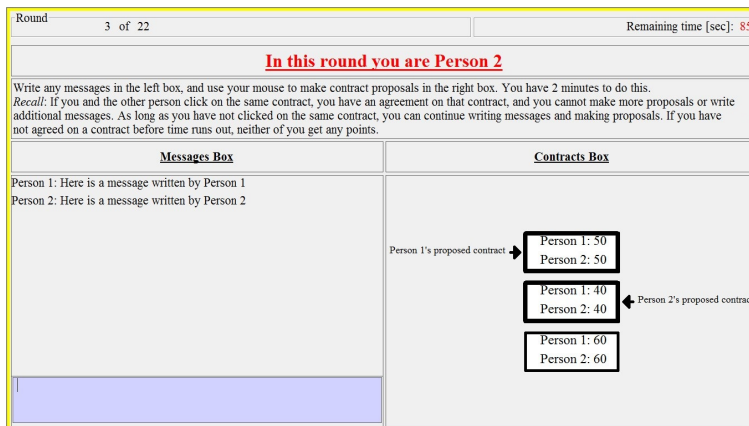 Round
3 of 22
Remaining time [sec]: 85
In this round you are Person 2
Write any messages in the left box, and use your mouse to make contract proposals in the right box. You have 2 minutes to do this.
Recall: If you and the other person click on the same contract, you have an agreement on that contract, and you cannot make more proposals or write
additional messages. As long as you have not clicked on the same contract, you can continue writing messages and making proposals. If you have
not agreed on a contract before time runs out, neither of you get any points.
Messages Box
Contracts Box
Person 1: Here is a message written by Person 1
Person 2: Here is a message written by Person 2
Person 1's proposed contract
Person 1: 50
Person 2: 50
Person 1: 40
Person 2: 40
Person 2's proposed contrac
Person 1: 60
Person 2: 60